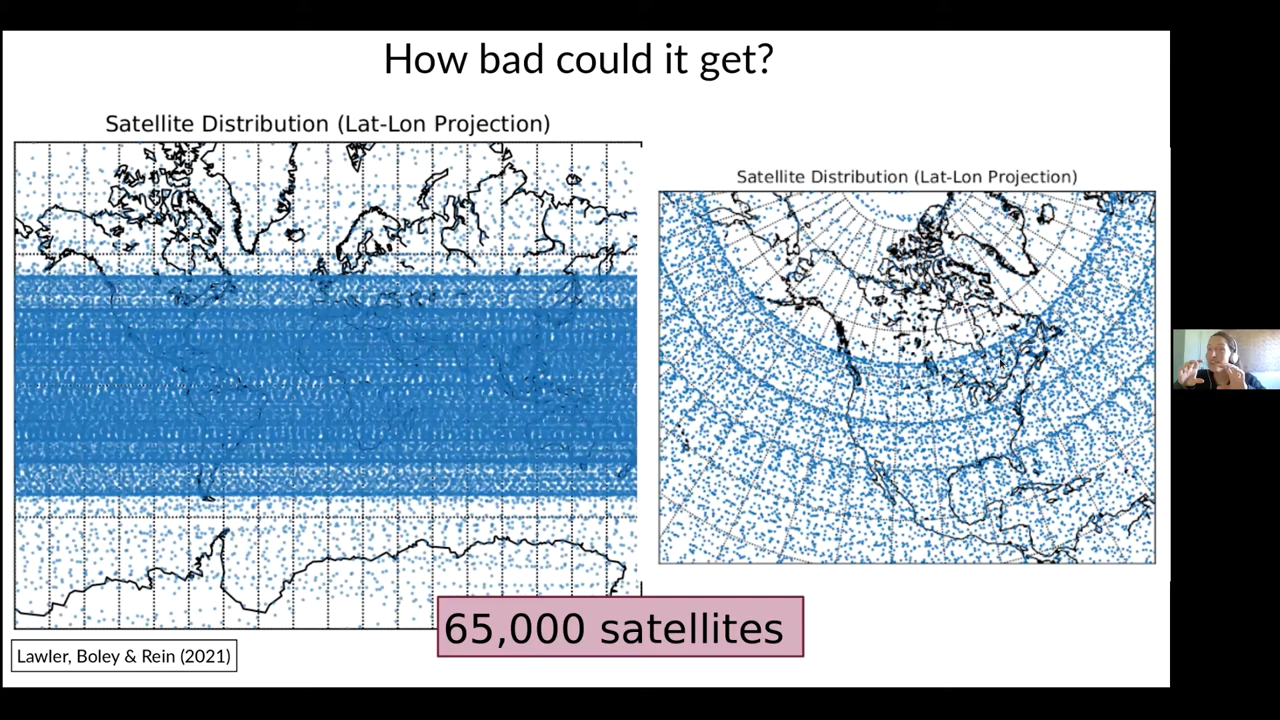 How bad could it get?
Satellite Distribution (Lat-Lon Projection)
Satellite Distribution (Lat-Lon Projection)
65,000 satellites
Lawler, Boley & Rein (2021)